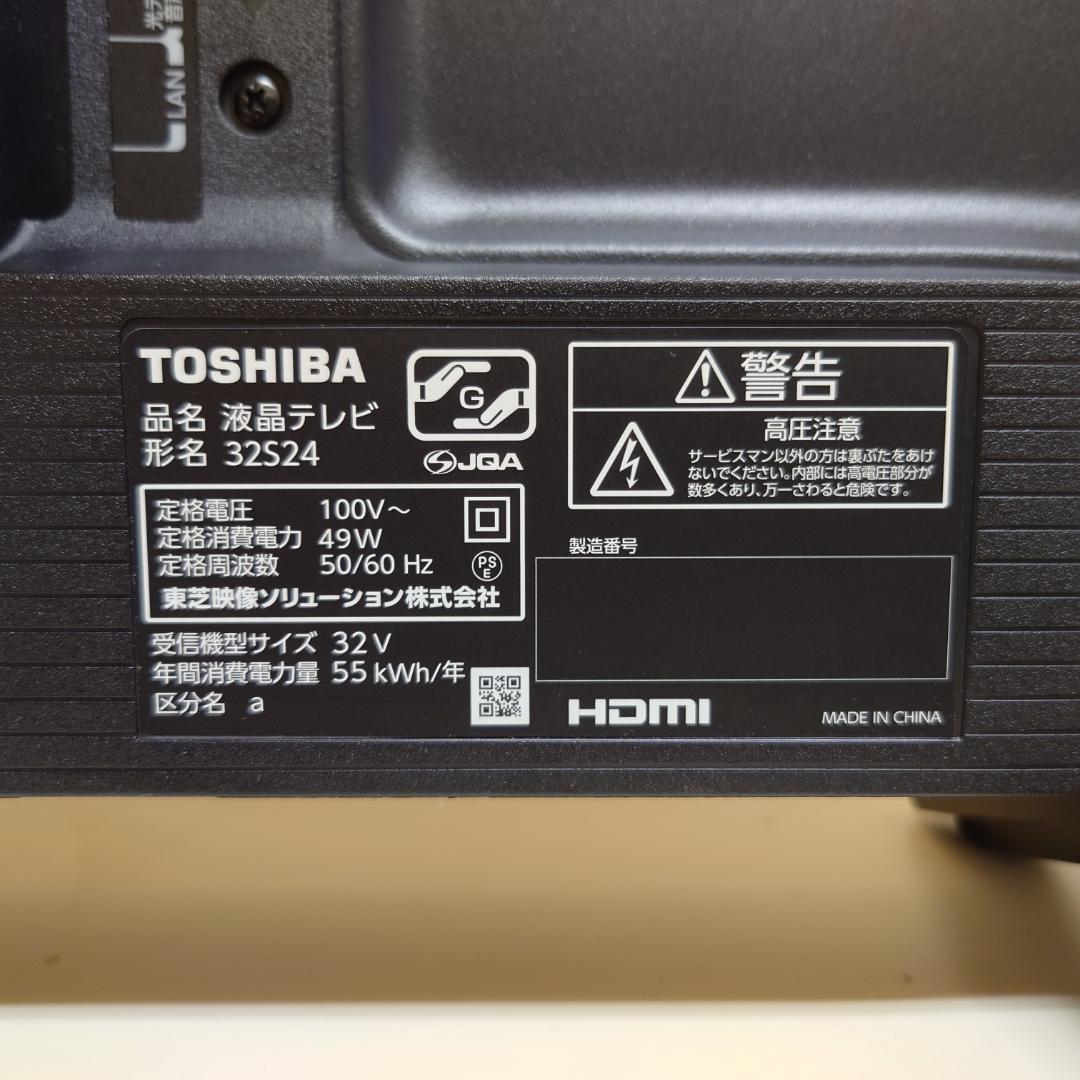 光デ
音
LAN
TOSHIBA
品名 液晶テレビ
形名 32S24
G
JQA
定格電圧 100V～
定格消費電力 49W
定格周波数 50/60 Hz
PS
E
東芝映像ソリューション株式会社
受信機型サイズ 32V
年間消費電力量 55 kWh/年
区分名 a
警告
高圧注意
サービスマン以外の方は裏ぶたをあけ
ないでください。内部には高電圧部分が
数多くあり、万一さわると危険です。
製造番号
HDMI
MADE IN CHINA